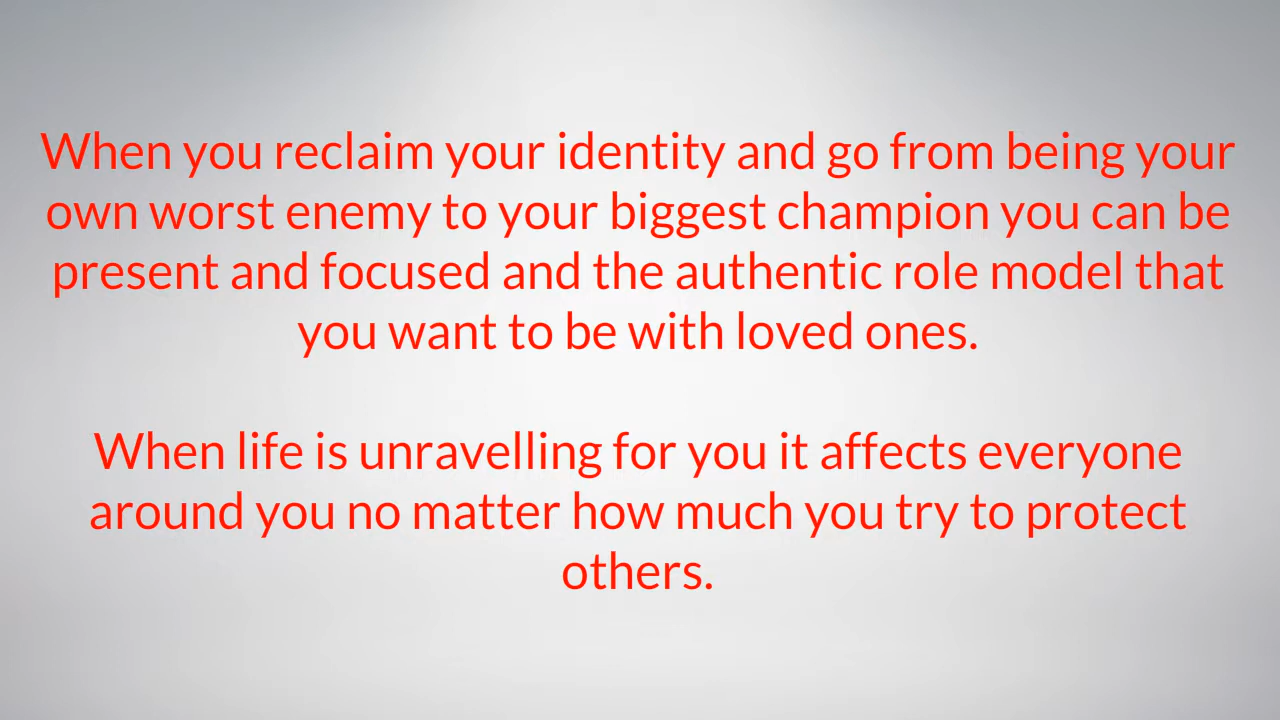 When you reclaim your identity and go from being your
own worst enemy to your biggest champion you can be
present and focused and the authentic role model that
you want to be with loved ones.
When life is unravelling for you it affects everyone
around you no matter how much you try to protect
others.